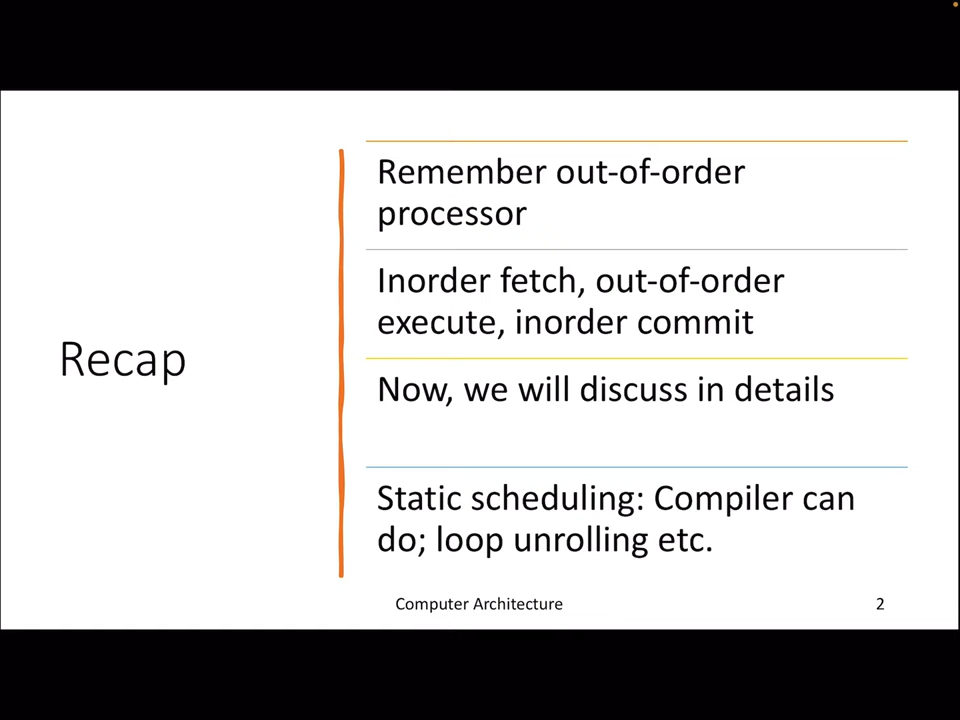 Recap
Remember out-of-order
processor
Inorder fetch, out-of-order
execute, inorder commit
Now, we will discuss in details
Static scheduling: Compiler can
do; loop unrolling etc.
Computer Architecture
2